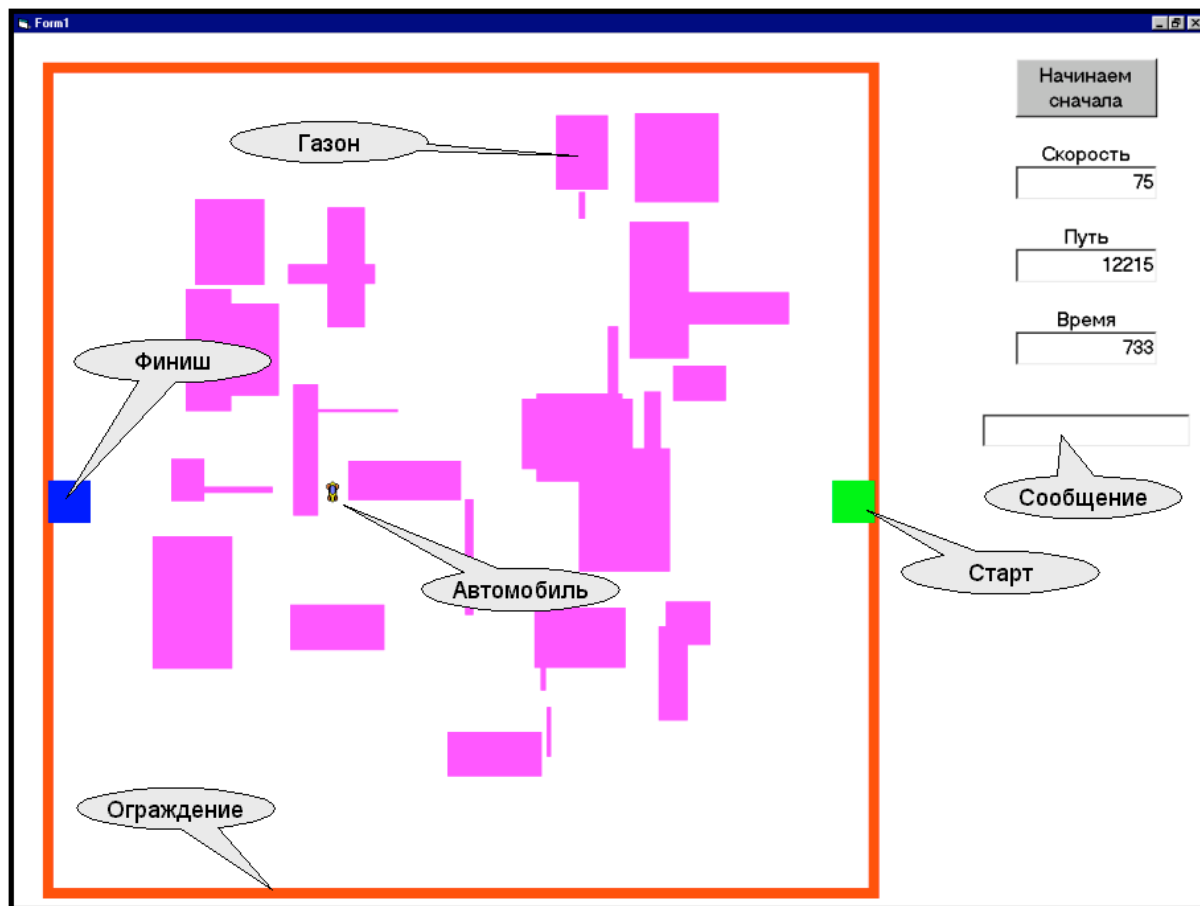 Form1
Начинаем
сначала
Газон
Скорость
75
Путь
12215
Время
733
Финиш
Сообщение
Старт
Автомобиль
Ограждение